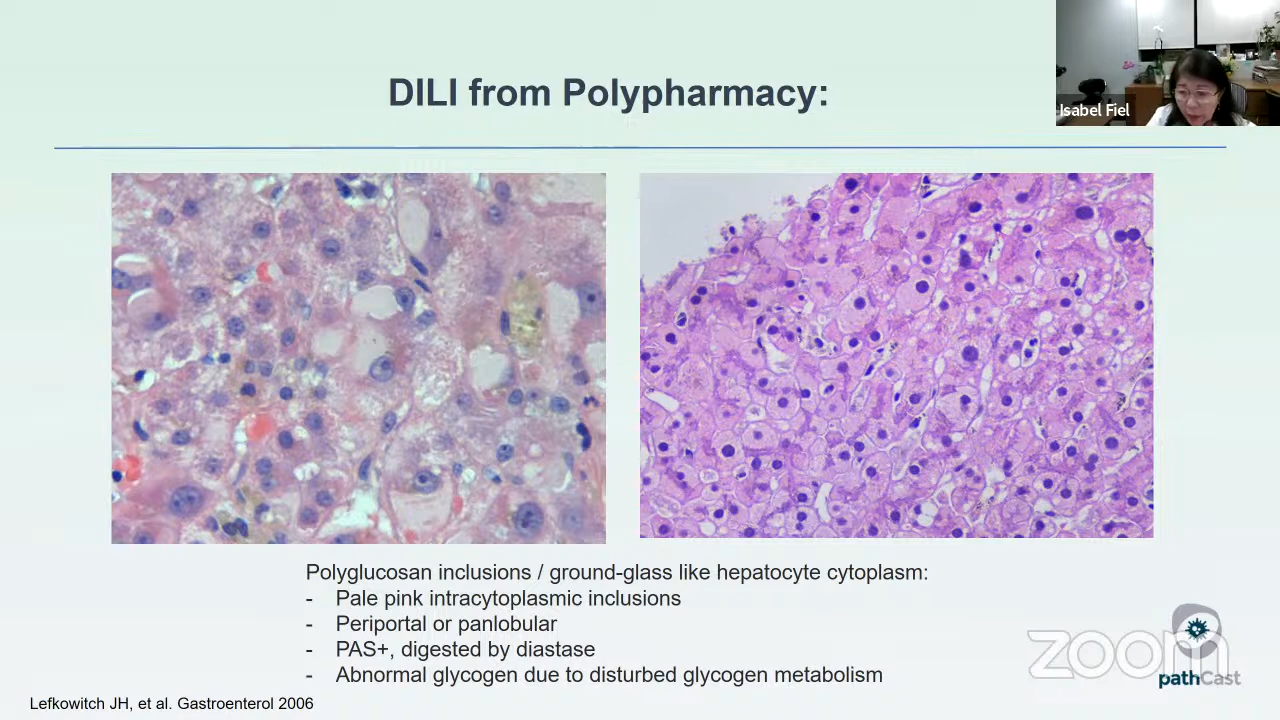 DILI from Polypharmacy:
Isabel Fiel
Polyglucosan inclusions / ground-glass like hepatocyte cytoplasm:
- Pale pink intracytoplasmic inclusions
- Periportal or panlobular
- PAS+, digested by diastase
- Abnormal glycogen due to disturbed glycogen metabolism
zoom
pathCast
Lefkowitch JH, et al. Gastroenterol 2006